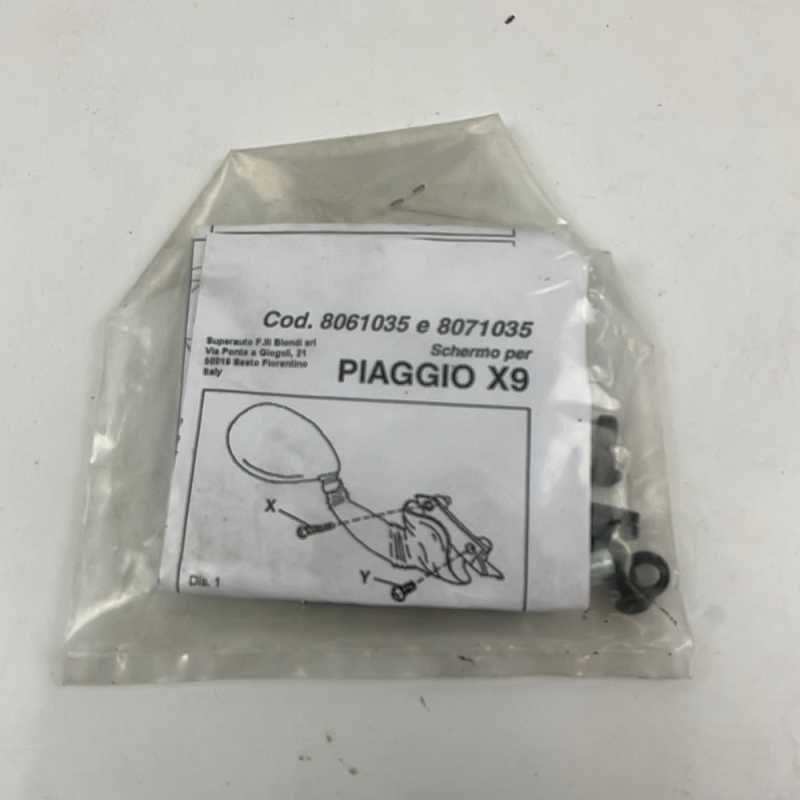 Cod. 8061035 e 8071035
Superauto F.lli Biondi srl
Schermo per
Via Ponte a Giogoli, 21
50019 Sesto Fiorentino
PIAGGIO X9
Italy
X
Y
Dis. 1